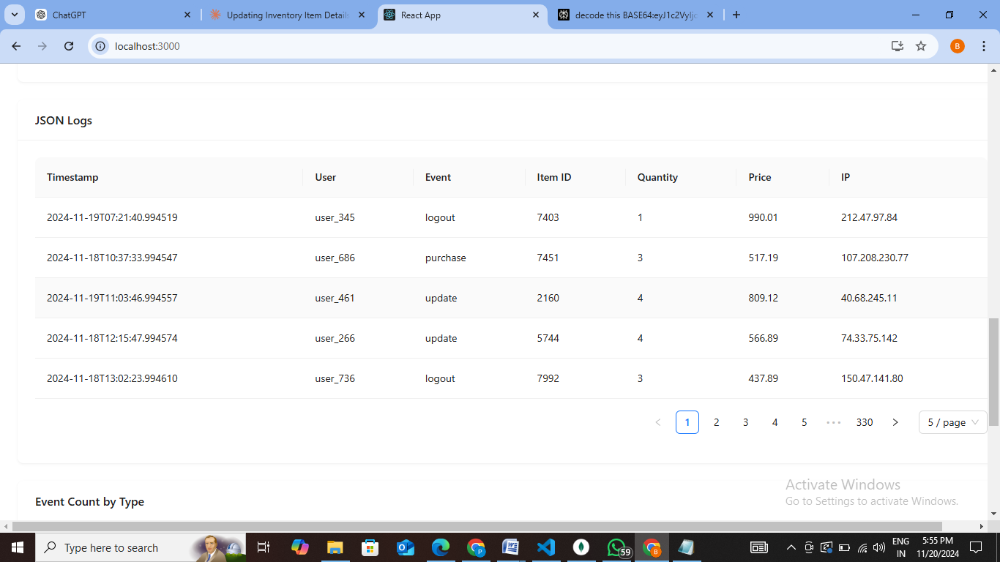 ChatGPT
Updating Inventory Item Details
React App
decode this BASE64:eyJ1c2VyIjo
localhost:3000
B
JSON Logs
Timestamp User Event Item ID Quantity Price IP
2024-11-19T07:21:40.994519 user_345 logout 7403 1 990.01 212.47.97.84
2024-11-18T10:37:33.994547 user_686 purchase 7451 3 517.19 107.208.230.77
2024-11-19T11:03:46.994557 user_461 update 2160 4 809.12 40.68.245.11
2024-11-18T12:15:47.994574 user_266 update 5744 4 566.89 74.33.75.142
2024-11-18T13:02:23.994610 user_736 logout 7992 3 437.89 150.47.141.80
1 2 3 4 5 ••• 330 5 / page
Activate Windows
Go to Settings to activate Windows.
Event Count by Type
Type here to search
59
ENG
IN
5:55 PM
11/20/2024